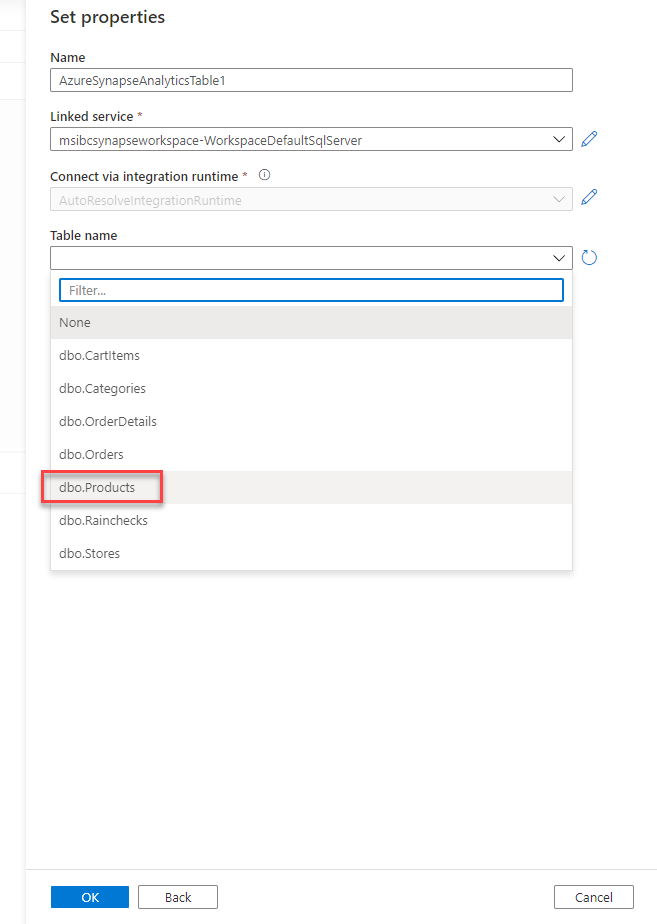 Set properties
Name
AzureSynapseAnalyticsTable1
Linked service *
msibcsynapseworkspace-WorkspaceDefaultSqlServer
Connect via integration runtime *
AutoResolveIntegrationRuntime
Table name
Filter...
None
dbo.CartItems
dbo.Categories
dbo.OrderDetails
dbo.Orders
dbo.Products
dbo.Rainchecks
dbo.Stores
OK Back Cancel